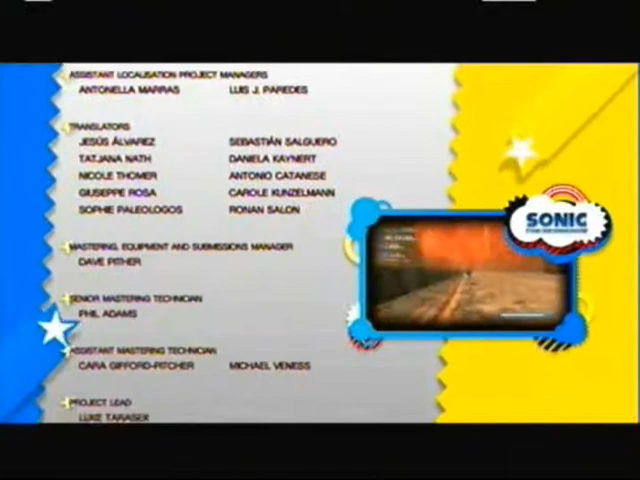 ASSISTANT LOCALISATION PROJECT MANAGERS
ANTONELLA MARRAS LUIS J. PAREDES
TRANSLATORS
JESÚS ÁLVAREZ SEBASTIÁN SALGUERO
TATJANA NATH DANIELA KAYNERT
NICOLE THOMER ANTONIO CATANESE
GIUSEPPE ROSA CAROLE KUNZELMANN
SOPHIE PALEOLOGOS RONAN SALON
MASTERING, EQUIPMENT AND SUBMISSIONS MANAGER
DAVE PITHER
SENIOR MASTERING TECHNICIAN
PHIL ADAMS
ASSISTANT MASTERING TECHNICIAN
CARA GIFFORD-PITCHER MICHAEL VENESS
PROJECT LEAD
LUKE TARASEK
SONIC